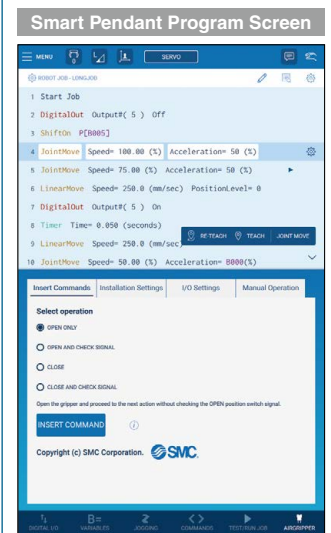 Smart Pendant Program Screen
MENU SERVO
ROBOT JOB - LONGJOB
1 Start Job
2 DigitalOut Output#( 5 ) Off
3 ShiftOn P[B005]
4 JointMove Speed= 100.00 (%) Acceleration= 50 (%)
5 JointMove Speed= 75.00 (%) Acceleration= 50 (%)
6 LinearMove Speed= 250.0 (mm/sec) PositionLevel= 0
7 DigitalOut Output#( 5 ) On
8 Timer Time= 0.050 (seconds)
RE-TEACH TEACH JOINT MOVE
9 LinearMove Speed= 250.0 (mm/sec)
10 JointMove Speed= 50.00 (%) Acceleration= B000(%)
Insert Commands Installation Settings I/O Settings Manual Operation
Select operation
OPEN ONLY
OPEN AND CHECK SIGNAL
CLOSE
CLOSE AND CHECK SIGNAL
Open the gripper and proceed to the next action without checking the OPEN position switch signal.
INSERT COMMAND
Copyright (c) SMC Corporation. SMC.
DIGITAL I/O VARIABLES JOGGING COMMANDS TEST/RUN JOB AIRGRIPPER